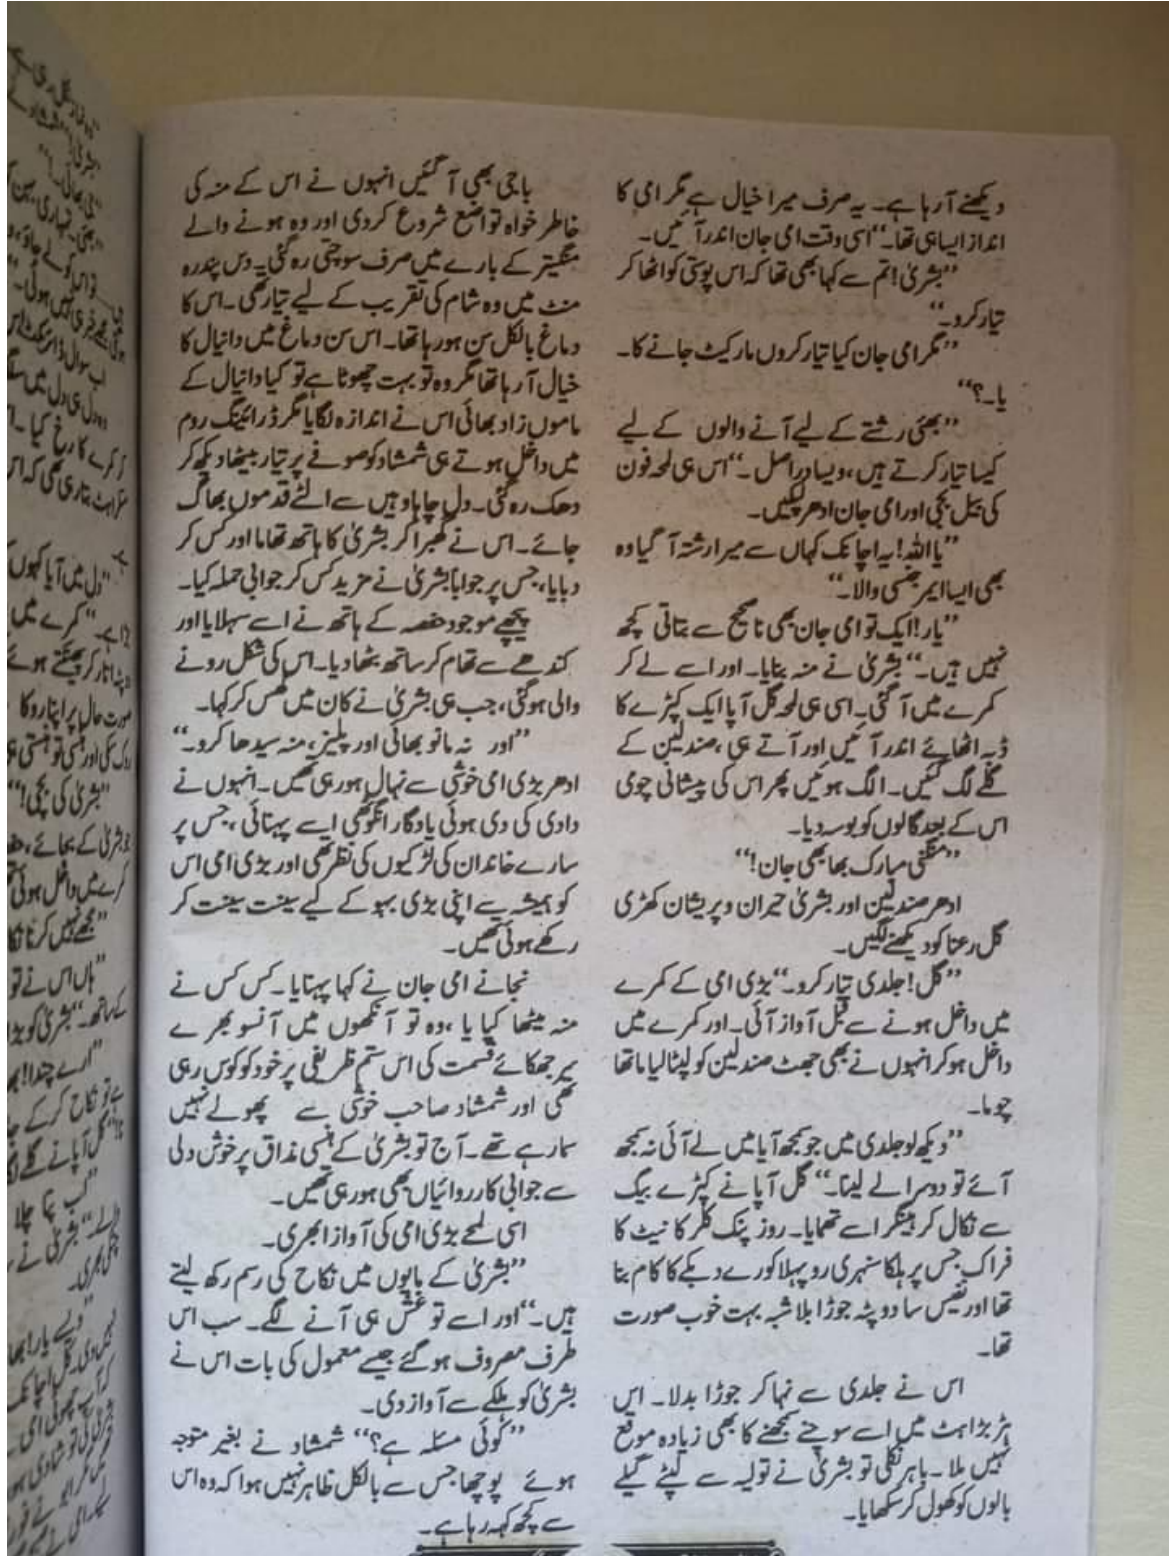 دیکھنے آ رہا ہے۔ یہ صرف میرا خیال ہے مگر امی کا
انداز ایسا ہی تھا۔“ اسی وقت امی جان اندر آئیں۔
”بشریٰ! تم سے کہا بھی تھا کہ اس پوستی کو اٹھا کر
تیار کرو۔“
”مگر امی جان کیا تیار کروں مارکیٹ جانے کا۔
یا۔؟“
”بھئی رشتے کے لیے آنے والوں کے لیے
کیسا تیار کرتے ہیں، ویسا دراصل۔“ اس ہی لمحہ فون
کی بیل بجی اور امی جان ادھر لپکیں۔
”یا اللہ! یہ اچانک کہاں سے میرا رشتہ آ گیا وہ
بھی ایسا ایمرجنسی والا۔“
”یار! ایک تو امی جان بھی نا صحیح سے بتاتی کچھ
نہیں ہیں۔“ بشریٰ نے منہ بنایا۔ اور اسے لے کر
کمرے میں آ گئی۔ اسی ہی لمحہ گل آپا ایک کپڑے کا
ڈبہ اٹھائے اندر آئیں اور آتے ہی، صندلین کے
گلے لگ گئیں۔ الگ ہوئیں پھر اس کی پیشانی چومی
اس کے بعد گالوں کو بوسہ دیا۔
”منگنی مبارک بھابھی جان!“
ادھر صندلین اور بشریٰ حیران و پریشان کھڑی
گل رعنا کو دیکھنے لگیں۔
”گل! جلدی تیار کرو۔“ بڑی امی کے کمرے
میں داخل ہونے سے قبل آواز آئی۔ اور کمرے میں
داخل ہو کر انہوں نے بھی جھٹ صندلین کو لپٹا لیا ماتھا
چوما۔
”دیکھ لو جلدی میں جو سمجھ آیا میں لے آئی نہ سمجھ
آئے تو دوسرا لے لینا۔“ گل آپا نے کپڑے بیگ
سے نکال کر ہینگر اسے تھمایا۔ روز پنک کلر کا نیٹ کا
فراک جس پر ہلکا سنہری روپہلا کورے دبکے کا کام بنا
تھا اور نفیس سا دوپٹہ جوڑا بلاشبہ بہت خوب صورت
تھا۔
اس نے جلدی سے نہا کر جوڑا بدلا۔ اس
ہڑبڑاہٹ میں اسے سوچنے سمجھنے کا بھی زیادہ موقع
نہیں ملا۔ باہر نکلی تو بشریٰ نے تولیہ سے لپٹے گیلے
بالوں کو کھول کر سکھایا۔
باجی بھی آ گئیں انہوں نے اس کے منہ کی
خاطر خواہ تواضع شروع کر دی اور وہ ہونے والے
منگیتر کے بارے میں صرف سوچتی رہ گئی۔ دس پندرہ
منٹ میں وہ شام کی تقریب کے لیے تیار تھی۔ اس کا
دماغ بالکل سن ہو رہا تھا۔ اس سن دماغ میں دانیال کا
خیال آ رہا تھا مگر وہ تو بہت چھوٹا ہے تو کیا دانیال کے
ماموں زاد بھائی اس نے اندازہ لگایا مگر ڈرائینگ روم
میں داخل ہوتے ہی شمشاد کو صوفے پر تیار بیٹھا دیکھ کر
دھک رہ گئی۔ دل چاہا وہیں سے الٹے قدموں بھاگ
جائے۔ اس نے گھبرا کر بشریٰ کا ہاتھ تھاما اور کس کر
دبایا، جس پر جواباً بشریٰ نے مزید کس کر جوابی حملہ کیا۔
پیچھے موجود حفصہ کے ہاتھ نے اسے سہلایا اور
کندھے سے تھام کر ساتھ بٹھا دیا۔ اس کی شکل رونے
والی ہو گئی، جب ہی بشریٰ نے کان میں گھس کر کہا۔
”اور نہ مانو بھائی اور پلیز، منہ سیدھا کرو۔“
ادھر بڑی امی خوشی سے نہال ہو رہی تھیں۔ انہوں نے
دادی کی دی ہوئی یادگار انگوٹھی اسے پہنائی، جس پر
سارے خاندان کی لڑکیوں کی نظر تھی اور بڑی امی اس
کو ہمیشہ سے اپنی بڑی بہو کے لیے سینت سینت کر
رکھے ہوئی تھیں۔
نجانے امی جان نے کہا پہنایا۔ کس کس نے
منہ میٹھا کیا یا، وہ تو آنکھوں میں آنسو بھرے
سر جھکائے قسمت کی اس ستم ظریفی پر خود کو کوس رہی
تھی اور شمشاد صاحب خوشی سے پھولے نہیں
سما رہے تھے۔ آج تو بشریٰ کے ہنسی مذاق پر خوش دلی
سے جوابی کارروائیاں بھی ہو رہی تھیں۔
اسی لمحے بڑی امی کی آواز ابھری۔
”بشریٰ کے مایوں میں نکاح کی رسم رکھ لیتے
ہیں۔“ اور اسے تو غش ہی آنے لگے۔ سب اس
طرف مصروف ہو گئے جیسے معمول کی بات اس نے
بشریٰ کو ہلکے سے آواز دی۔
”کوئی مسئلہ ہے؟“ شمشاد نے بغیر متوجہ
ہوئے پوچھا جس سے بالکل ظاہر نہیں ہوا کہ وہ اس
سے کچھ کہہ رہا ہے۔